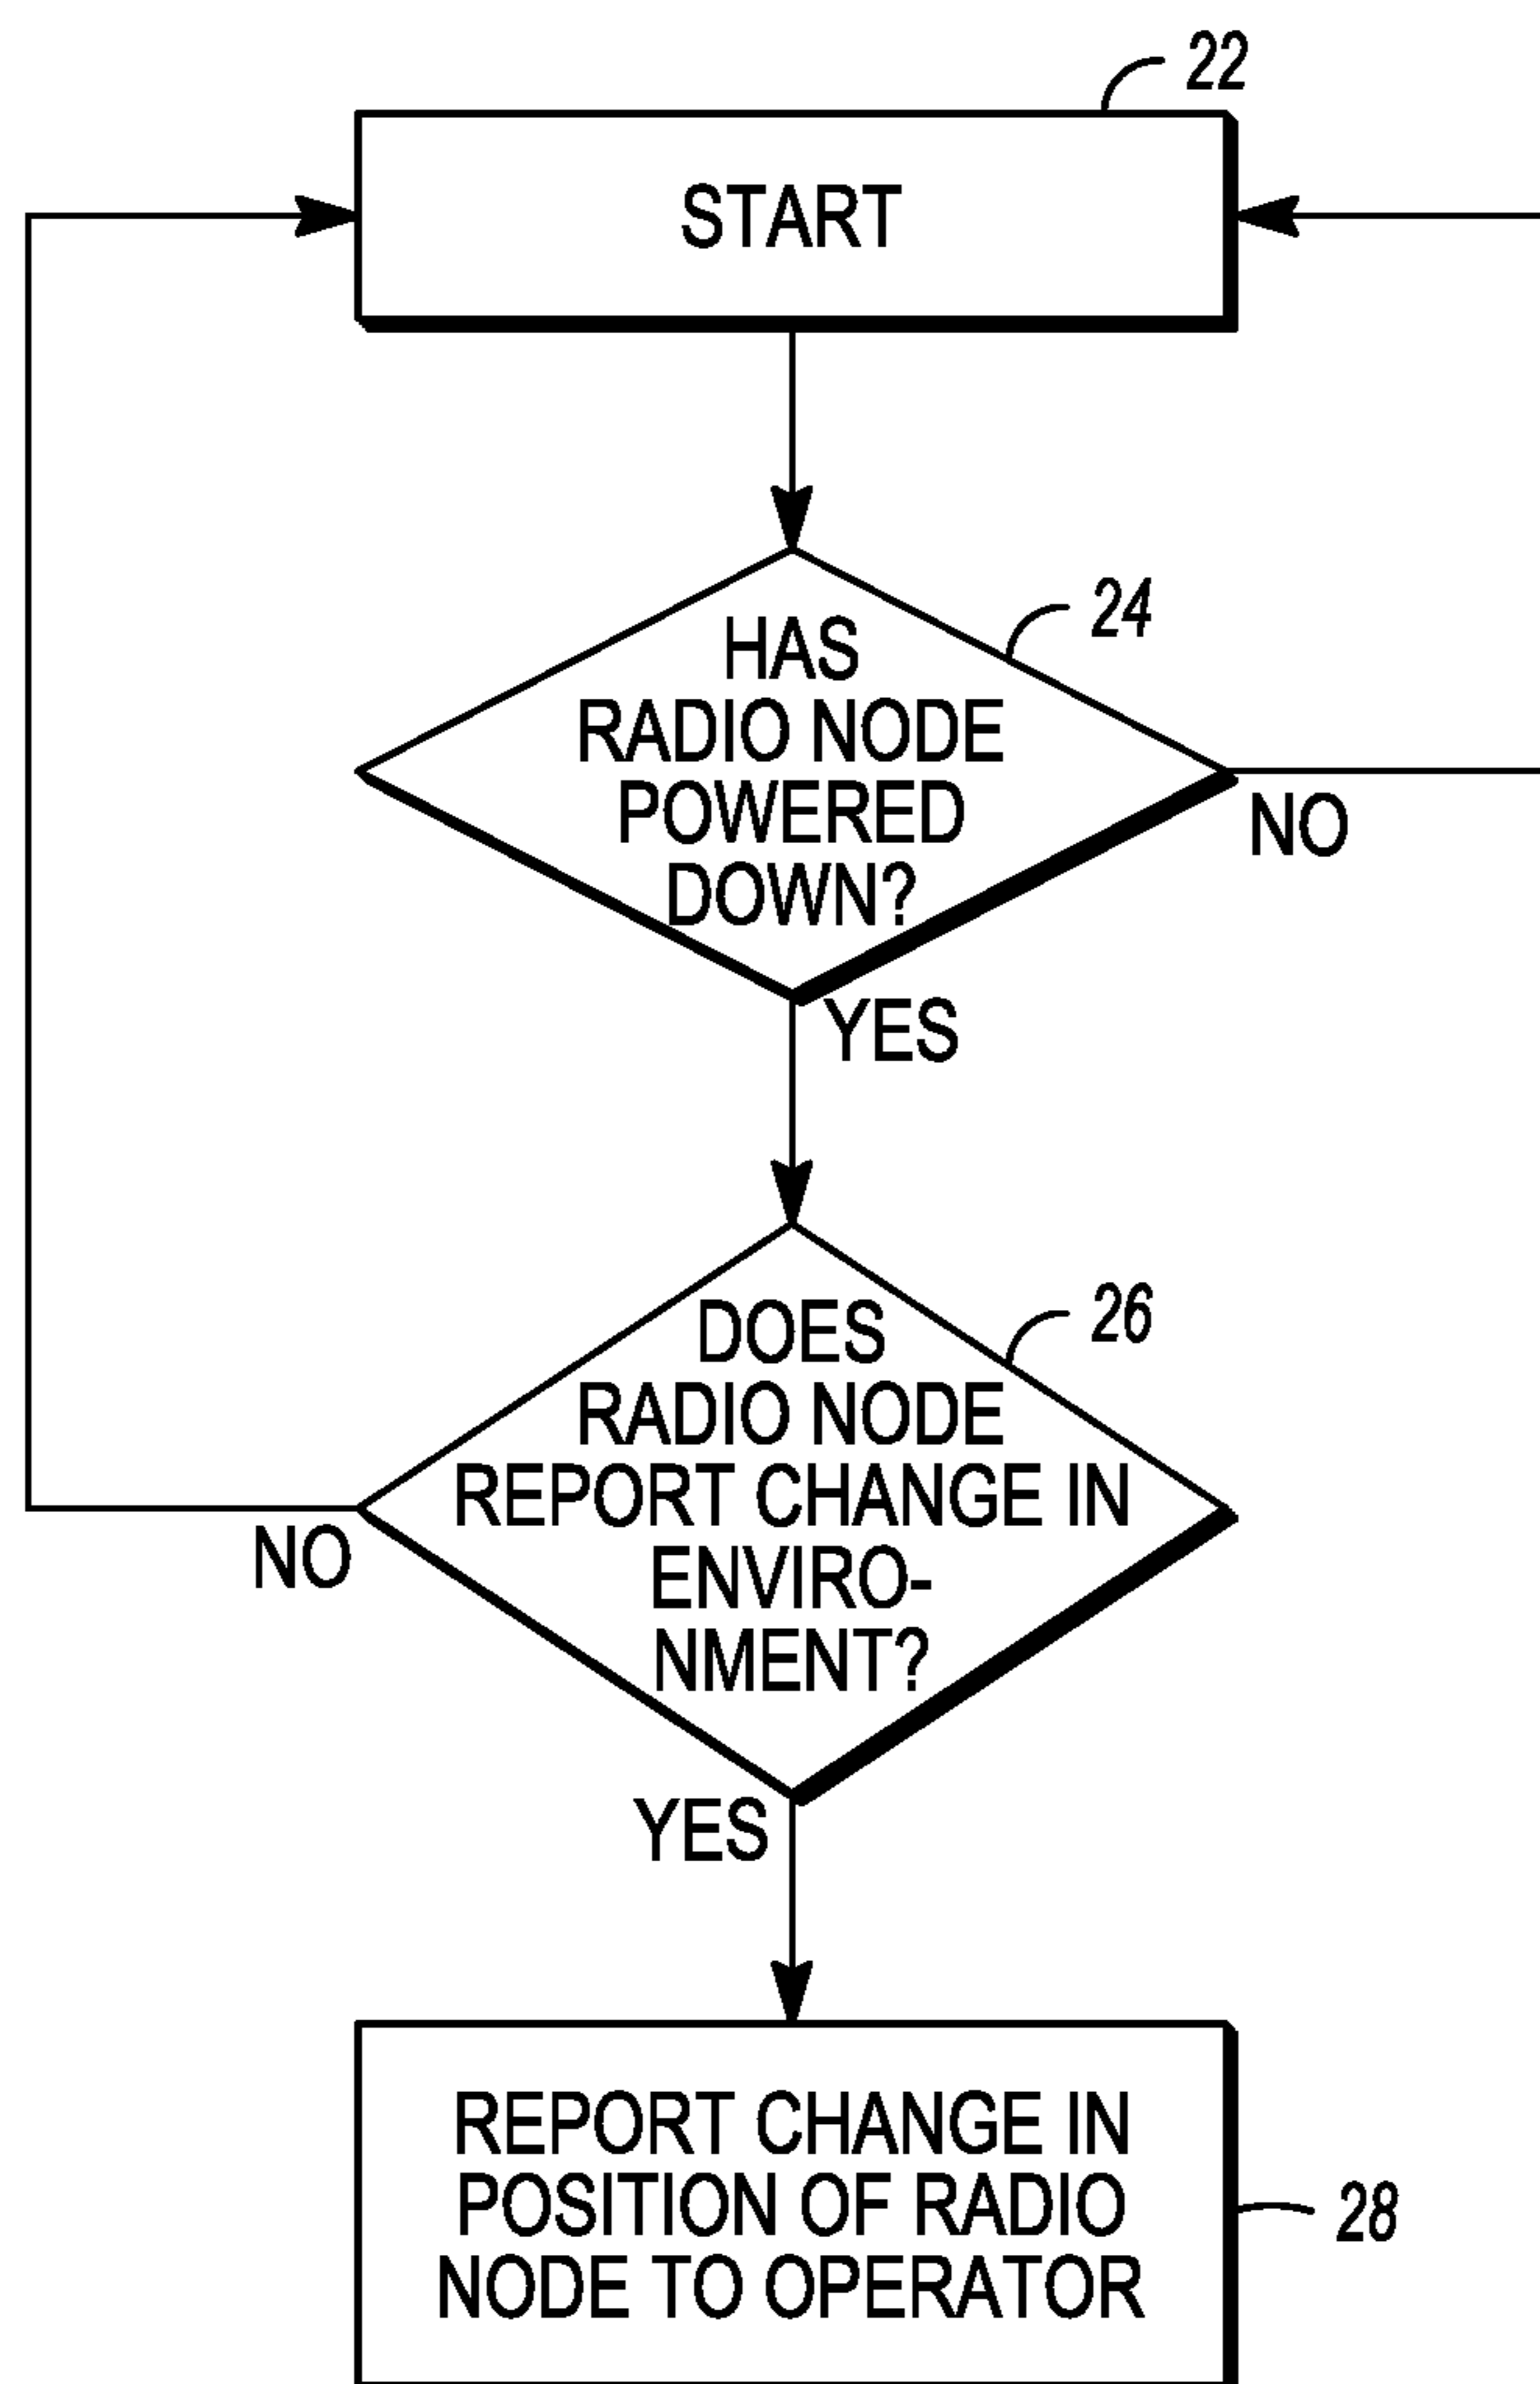 22
START
24
HAS
RADIO NODE
POWERED
DOWN?
NO
YES
26
DOES
RADIO NODE
REPORT CHANGE IN
ENVIRO-
NMENT?
NO
YES
REPORT CHANGE IN
POSITION OF RADIO
NODE TO OPERATOR
28